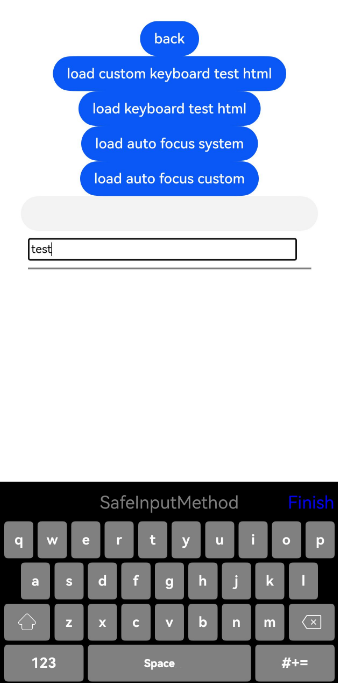 back
load custom keyboard test html
load keyboard test html
load auto focus system
load auto focus custom
test
SafeInputMethod Finish
q w e r t y u i o p
a s d f g h j k l
z x c v b n m
123 Space #+=